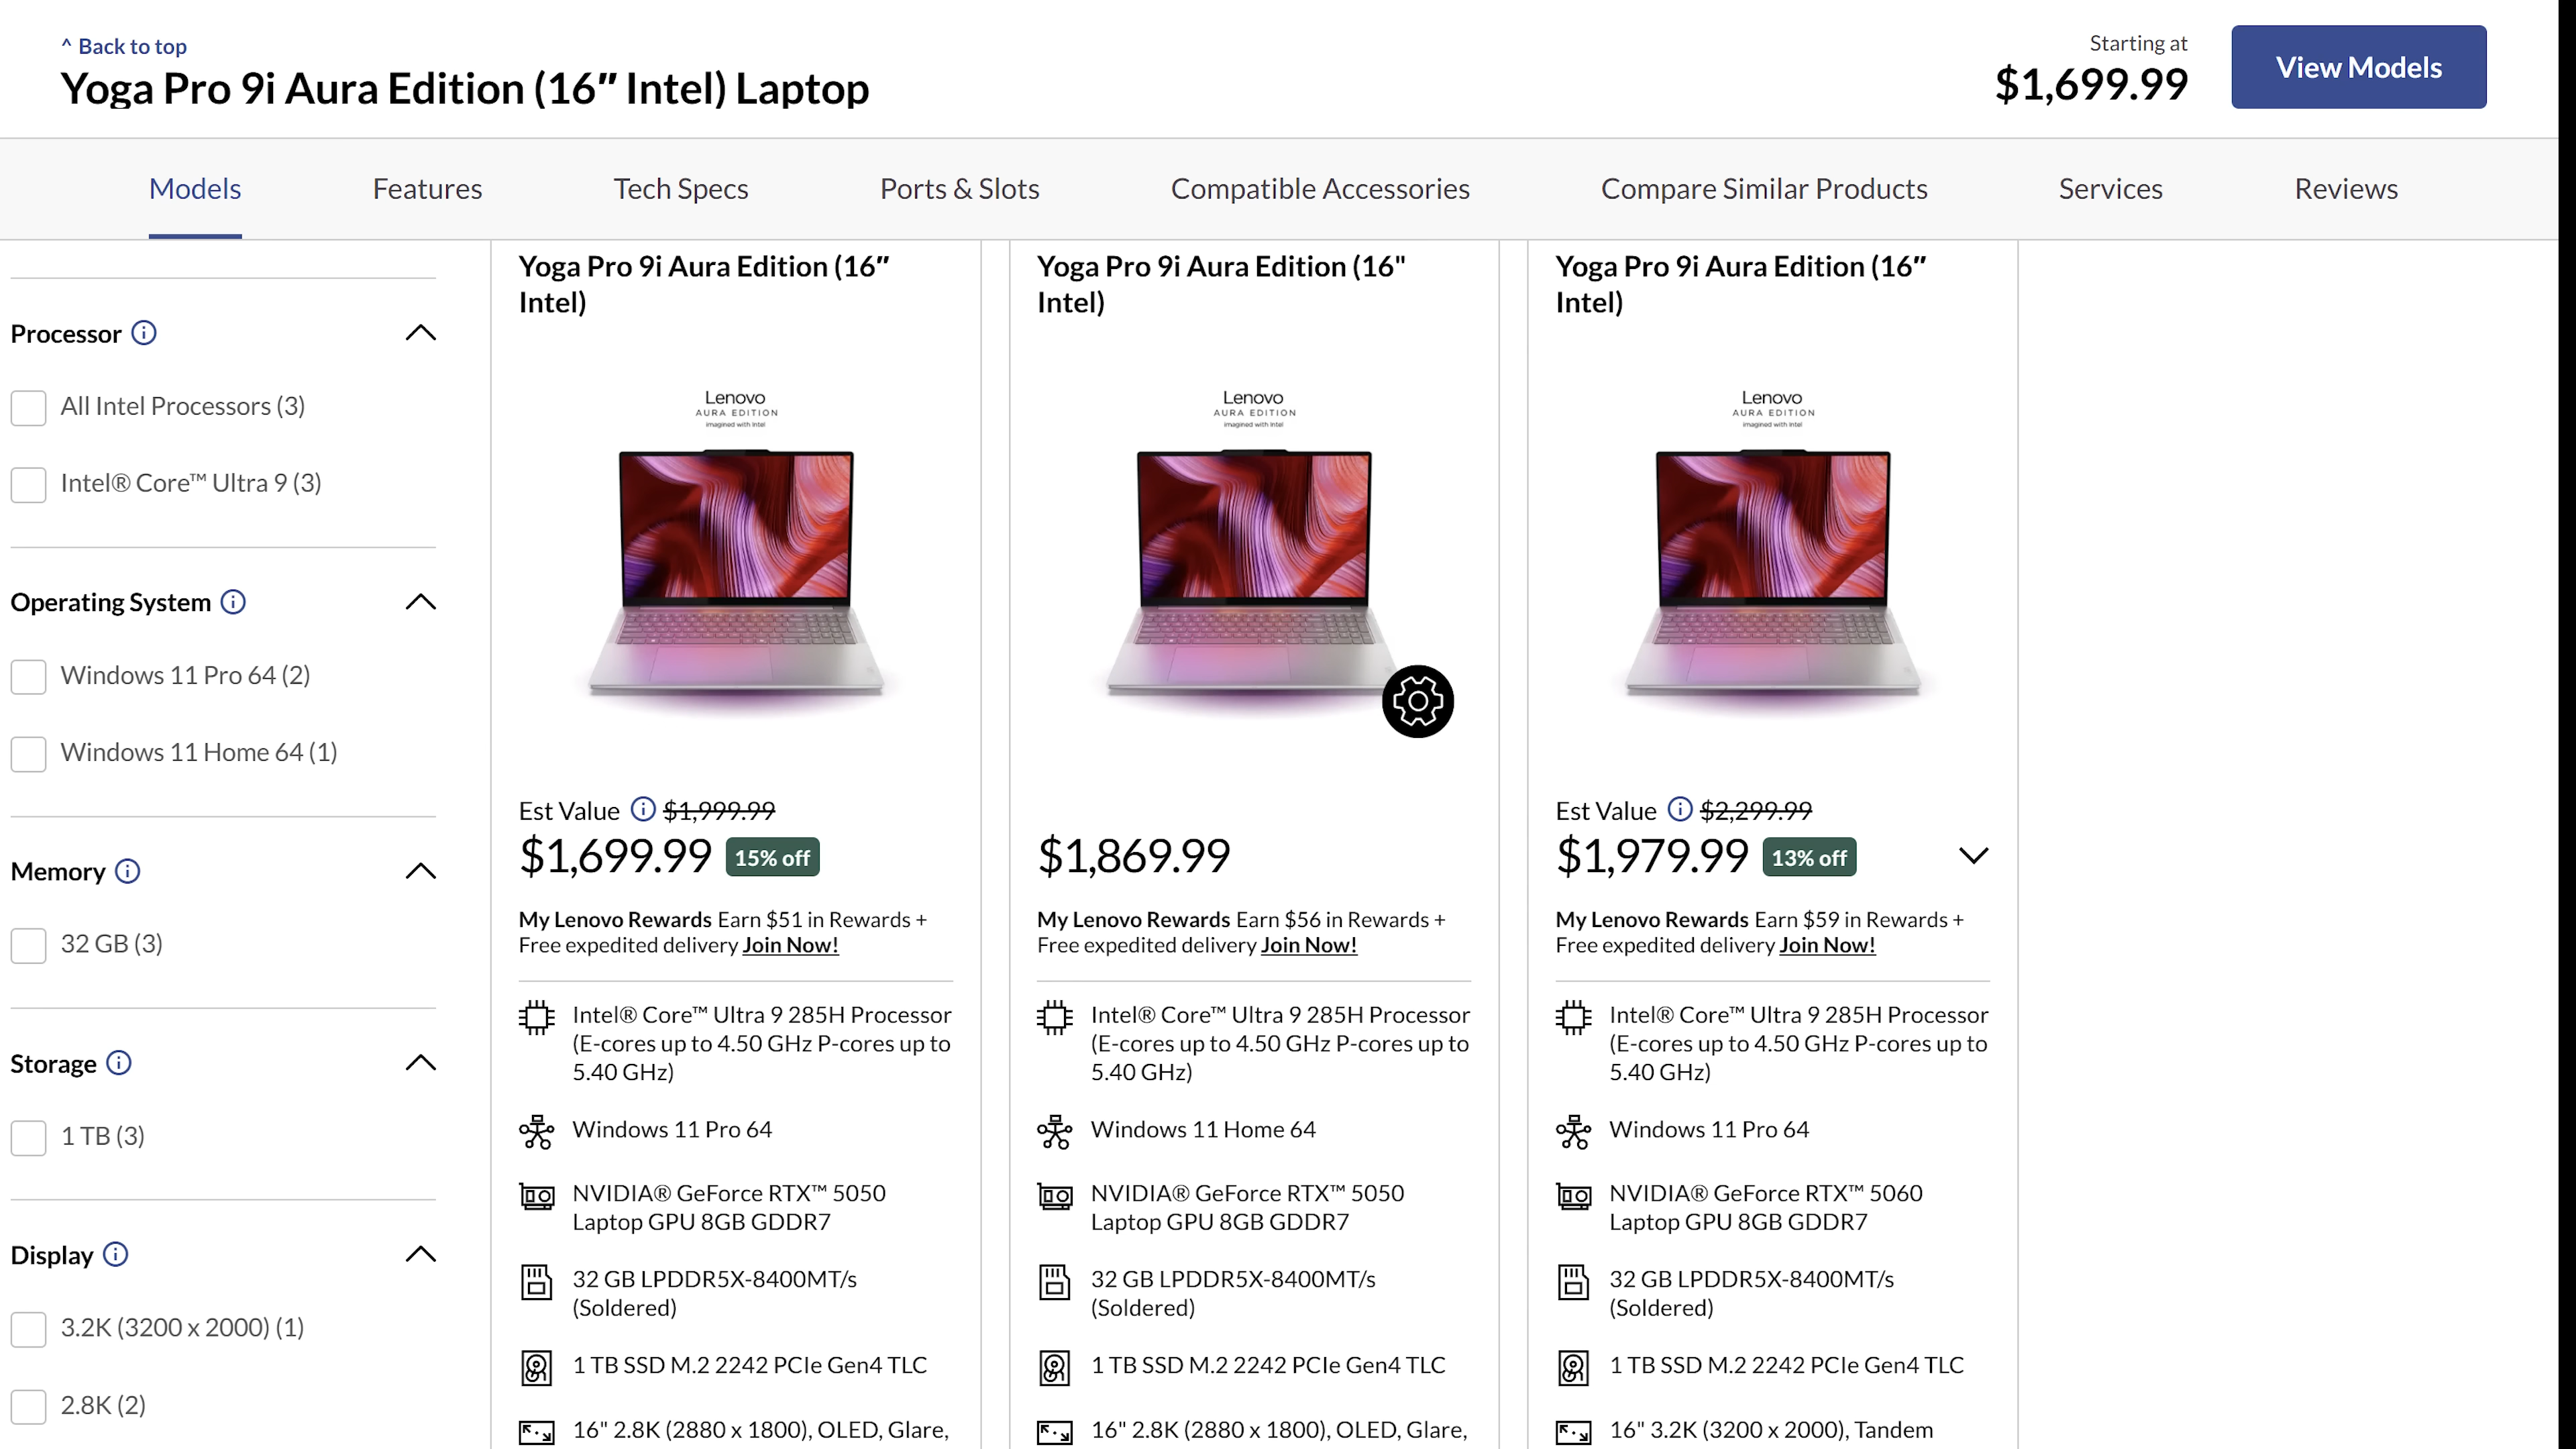 ^ Back to top
Yoga Pro 9i Aura Edition (16″ Intel) Laptop
Starting at
$1,699.99
View Models
Models
Features
Tech Specs
Ports & Slots
Compatible Accessories
Compare Similar Products
Services
Reviews
Processor
All Intel Processors (3)
Intel® Core™ Ultra 9 (3)
Operating System
Windows 11 Pro 64 (2)
Windows 11 Home 64 (1)
Memory
32 GB (3)
Storage
1 TB (3)
Display
3.2K (3200 x 2000) (1)
2.8K (2)
Yoga Pro 9i Aura Edition (16″
Intel)
Lenovo
AURA EDITION
imagined with Intel
Est Value $1,999.99
$1,699.99 15% off
My Lenovo Rewards Earn $51 in Rewards +
Free expedited delivery Join Now!
Intel® Core™ Ultra 9 285H Processor
(E-cores up to 4.50 GHz P-cores up to
5.40 GHz)
Windows 11 Pro 64
NVIDIA® GeForce RTX™ 5050
Laptop GPU 8GB GDDR7
32 GB LPDDR5X-8400MT/s
(Soldered)
1 TB SSD M.2 2242 PCIe Gen4 TLC
16" 2.8K (2880 x 1800), OLED, Glare,
Yoga Pro 9i Aura Edition (16"
Intel)
Lenovo
AURA EDITION
imagined with Intel
$1,869.99
My Lenovo Rewards Earn $56 in Rewards +
Free expedited delivery Join Now!
Intel® Core™ Ultra 9 285H Processor
(E-cores up to 4.50 GHz P-cores up to
5.40 GHz)
Windows 11 Home 64
NVIDIA® GeForce RTX™ 5050
Laptop GPU 8GB GDDR7
32 GB LPDDR5X-8400MT/s
(Soldered)
1 TB SSD M.2 2242 PCIe Gen4 TLC
16" 2.8K (2880 x 1800), OLED, Glare,
Yoga Pro 9i Aura Edition (16″
Intel)
Lenovo
AURA EDITION
imagined with Intel
Est Value $2,299.99
$1,979.99 13% off
My Lenovo Rewards Earn $59 in Rewards +
Free expedited delivery Join Now!
Intel® Core™ Ultra 9 285H Processor
(E-cores up to 4.50 GHz P-cores up to
5.40 GHz)
Windows 11 Pro 64
NVIDIA® GeForce RTX™ 5060
Laptop GPU 8GB GDDR7
32 GB LPDDR5X-8400MT/s
(Soldered)
1 TB SSD M.2 2242 PCIe Gen4 TLC
16" 3.2K (3200 x 2000), Tandem